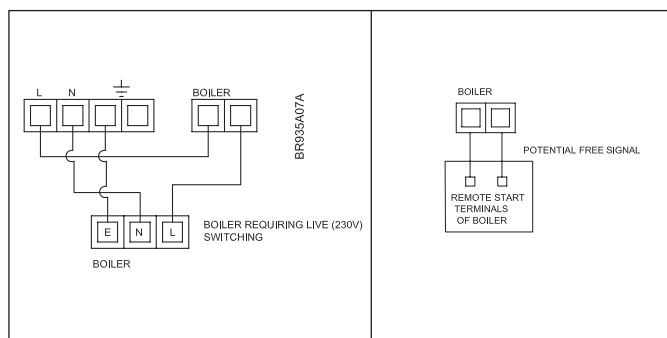 L N
BOILER
BR935A07A
E N L
BOILER REQUIRING LIVE (230V)
SWITCHING
BOILER
BOILER
POTENTIAL FREE SIGNAL
REMOTE START
TERMINALS
OF BOILER